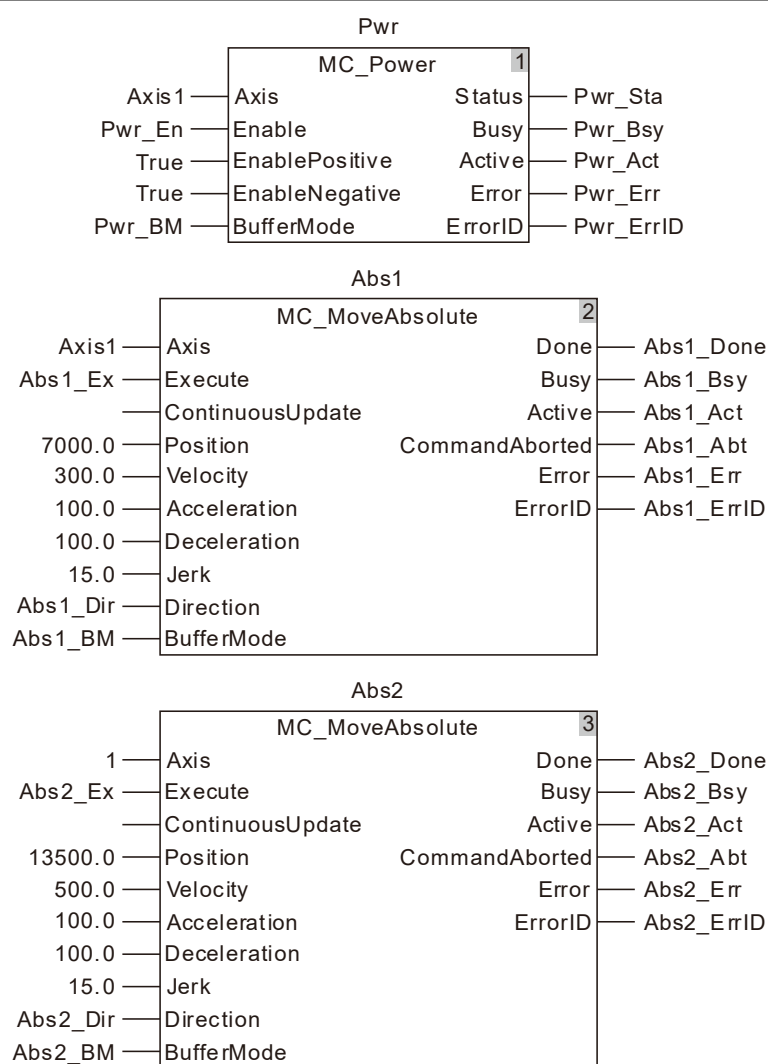 Pwr
MC_Power 1
Axis1 Axis Status Pwr_Sta
Pwr_En Enable Busy Pwr_Bsy
True EnablePositive Active Pwr_Act
True EnableNegative Error Pwr_Err
Pwr_BM BufferMode ErrorID Pwr_ErrID
Abs1
MC_MoveAbsolute 2
Axis1 Axis Done Abs1_Done
Abs1_Ex Execute Busy Abs1_Bsy
ContinuousUpdate Active Abs1_Act
7000.0 Position CommandAborted Abs1_Abt
300.0 Velocity Error Abs1_Err
100.0 Acceleration ErrorID Abs1_ErrID
100.0 Deceleration
15.0 Jerk
Abs1_Dir Direction
Abs1_BM BufferMode
Abs2
MC_MoveAbsolute 3
1 Axis Done Abs2_Done
Abs2_Ex Execute Busy Abs2_Bsy
ContinuousUpdate Active Abs2_Act
13500.0 Position CommandAborted Abs2_Abt
500.0 Velocity Error Abs2_Err
100.0 Acceleration ErrorID Abs2_ErrID
100.0 Deceleration
15.0 Jerk
Abs2_Dir Direction
Abs2_BM BufferMode